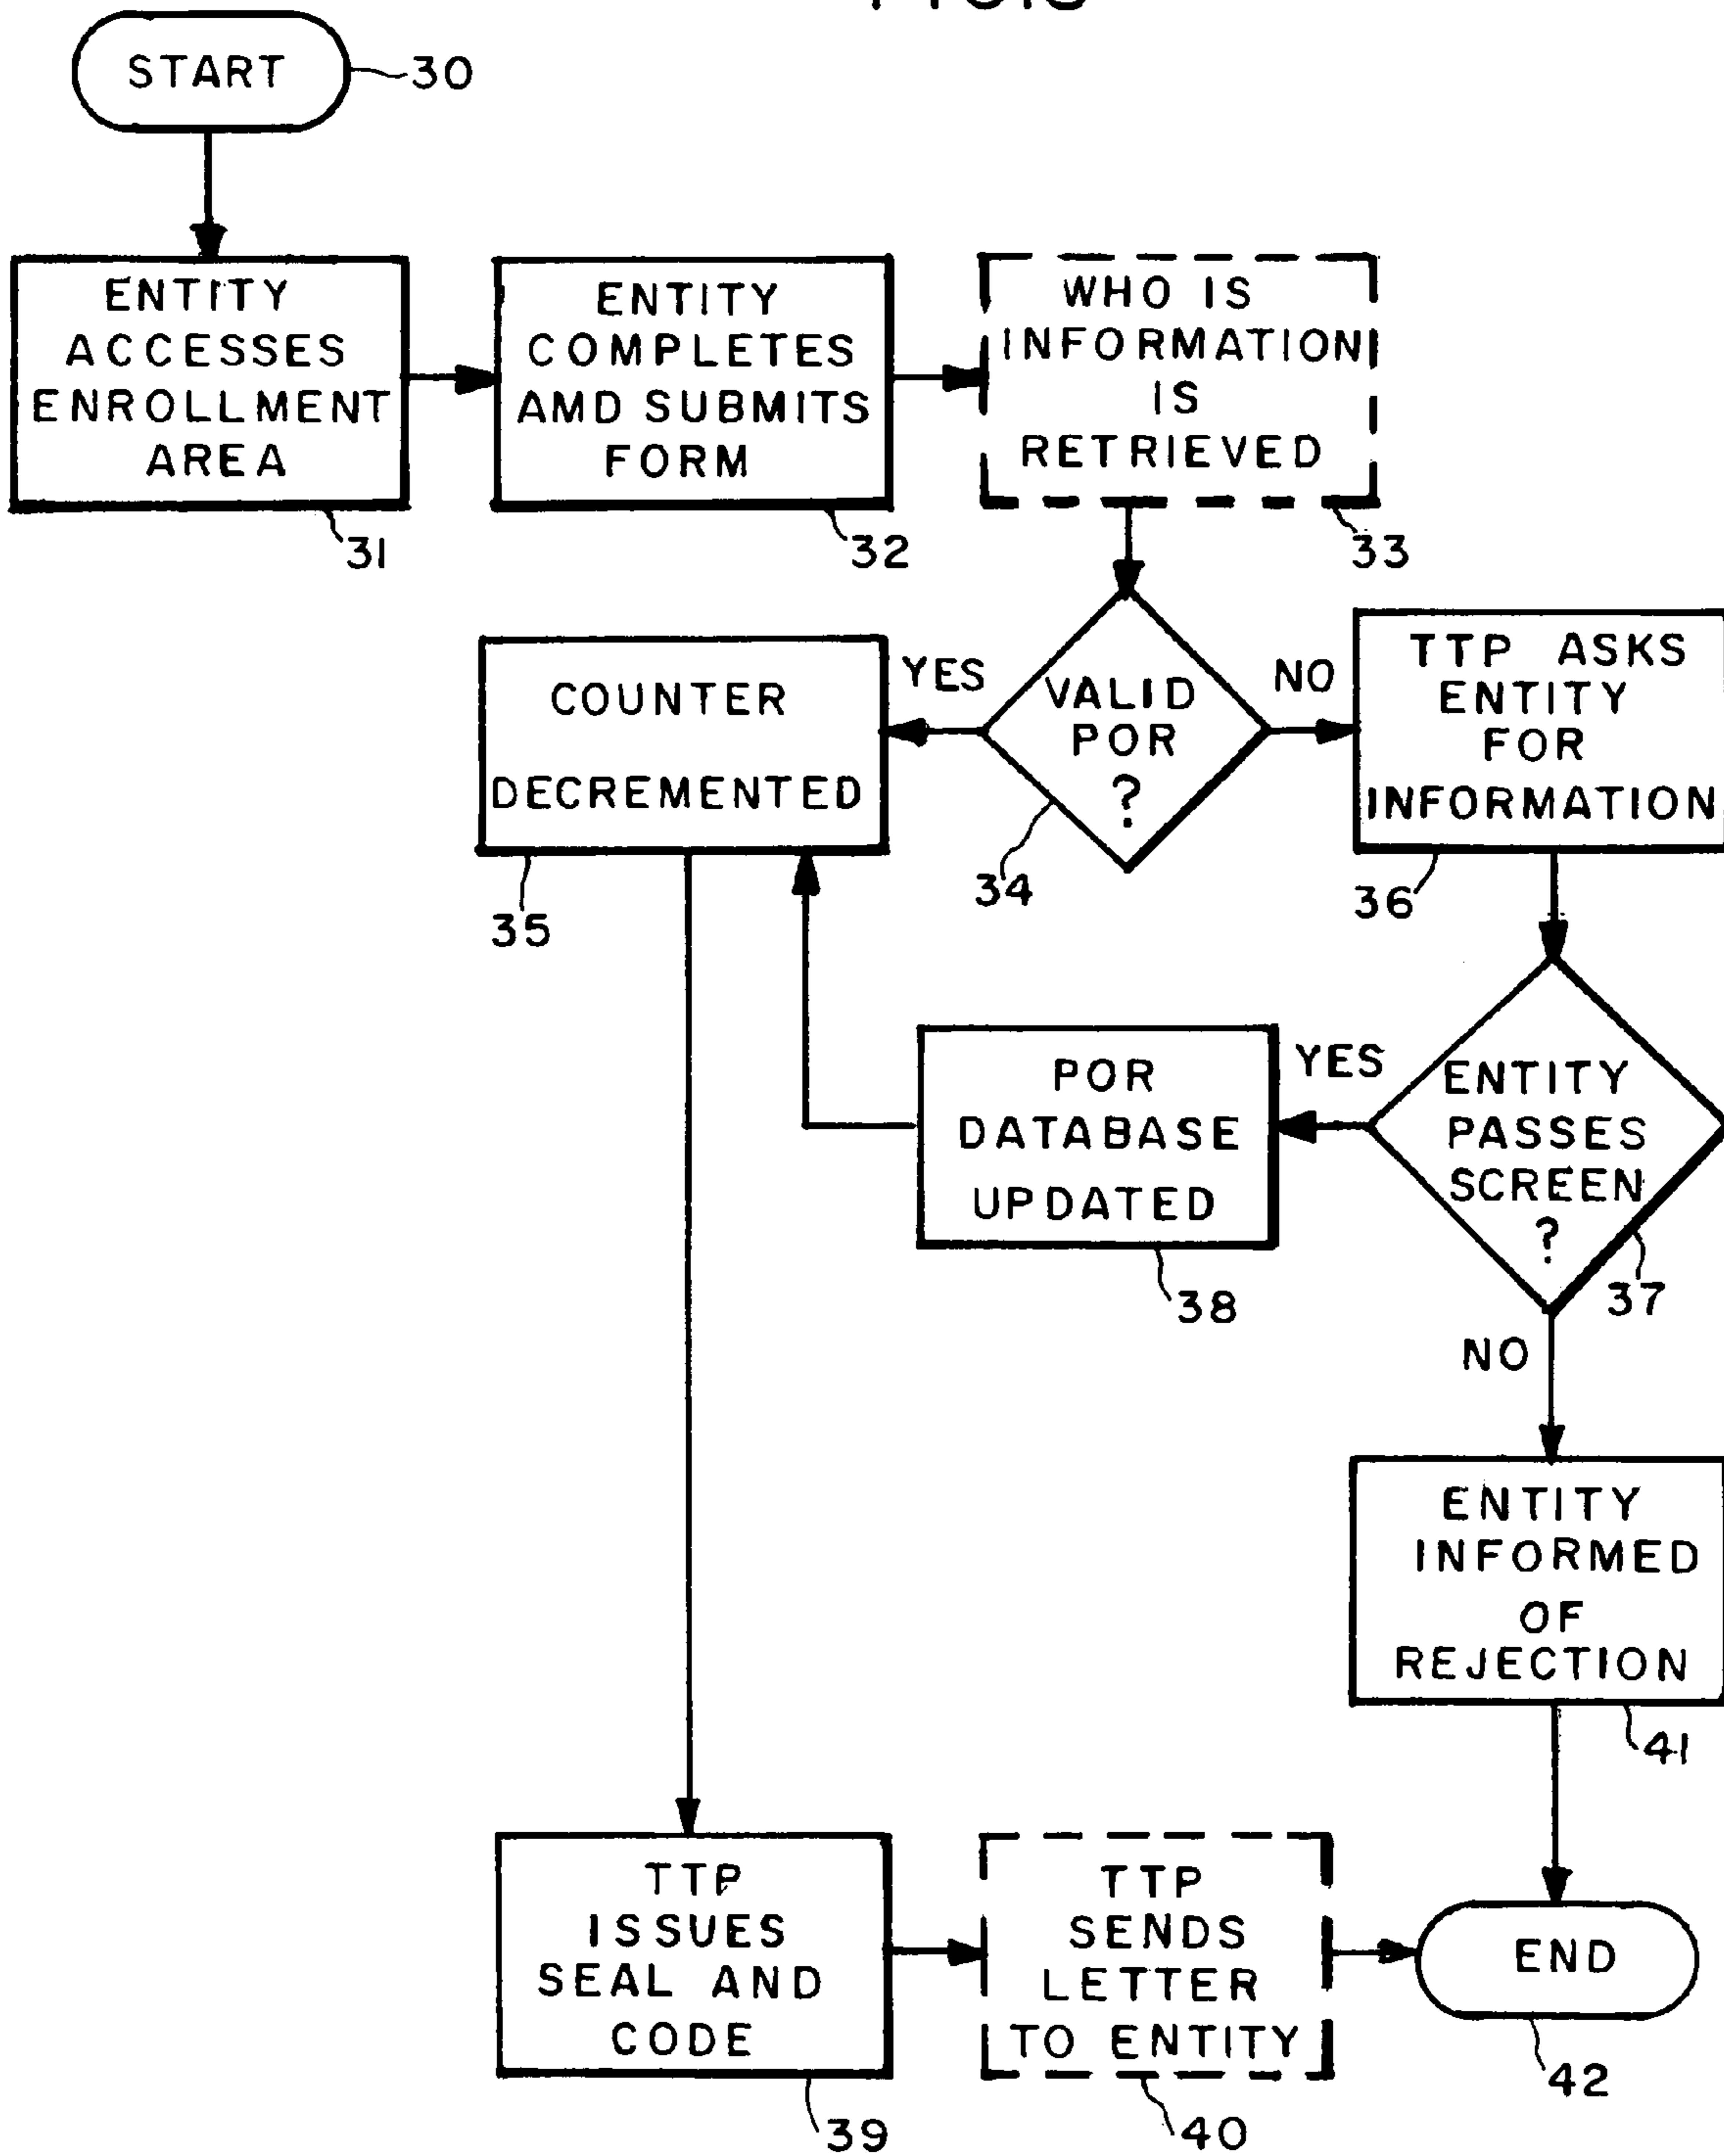 START
30
ENTITY
ACCESSES
ENROLLMENT
AREA
31
ENTITY
COMPLETES
AMD SUBMITS
FORM
32
WHO IS
INFORMATION
IS
RETRIEVED
33
VALID
POR
?
34
YES
NO
COUNTER
DECREMENTED
35
TTP ASKS
ENTITY
FOR
INFORMATION
36
ENTITY
PASSES
SCREEN
?
37
YES
NO
POR
DATABASE
UPDATED
38
ENTITY
INFORMED
OF
REJECTION
41
TTP
ISSUES
SEAL AND
CODE
39
TTP
SENDS
LETTER
TO ENTITY
40
END
42